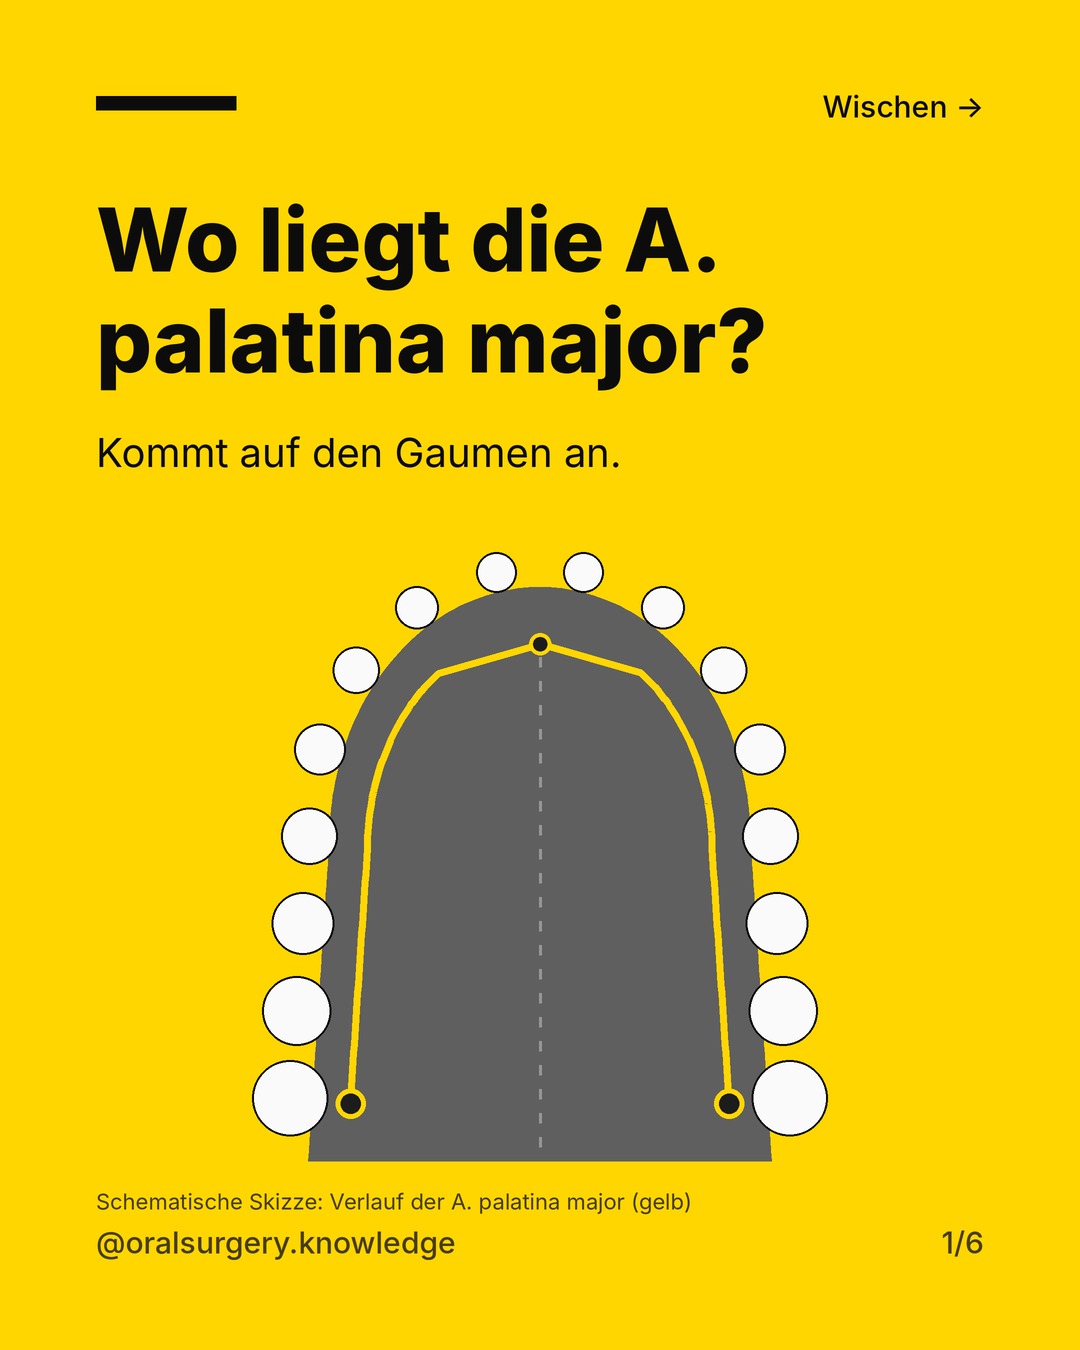 Wischen →
Wo liegt die A.
palatina major?
Kommt auf den Gaumen an.
Schematische Skizze: Verlauf der A. palatina major (gelb)
@oralsurgery.knowledge
1/6